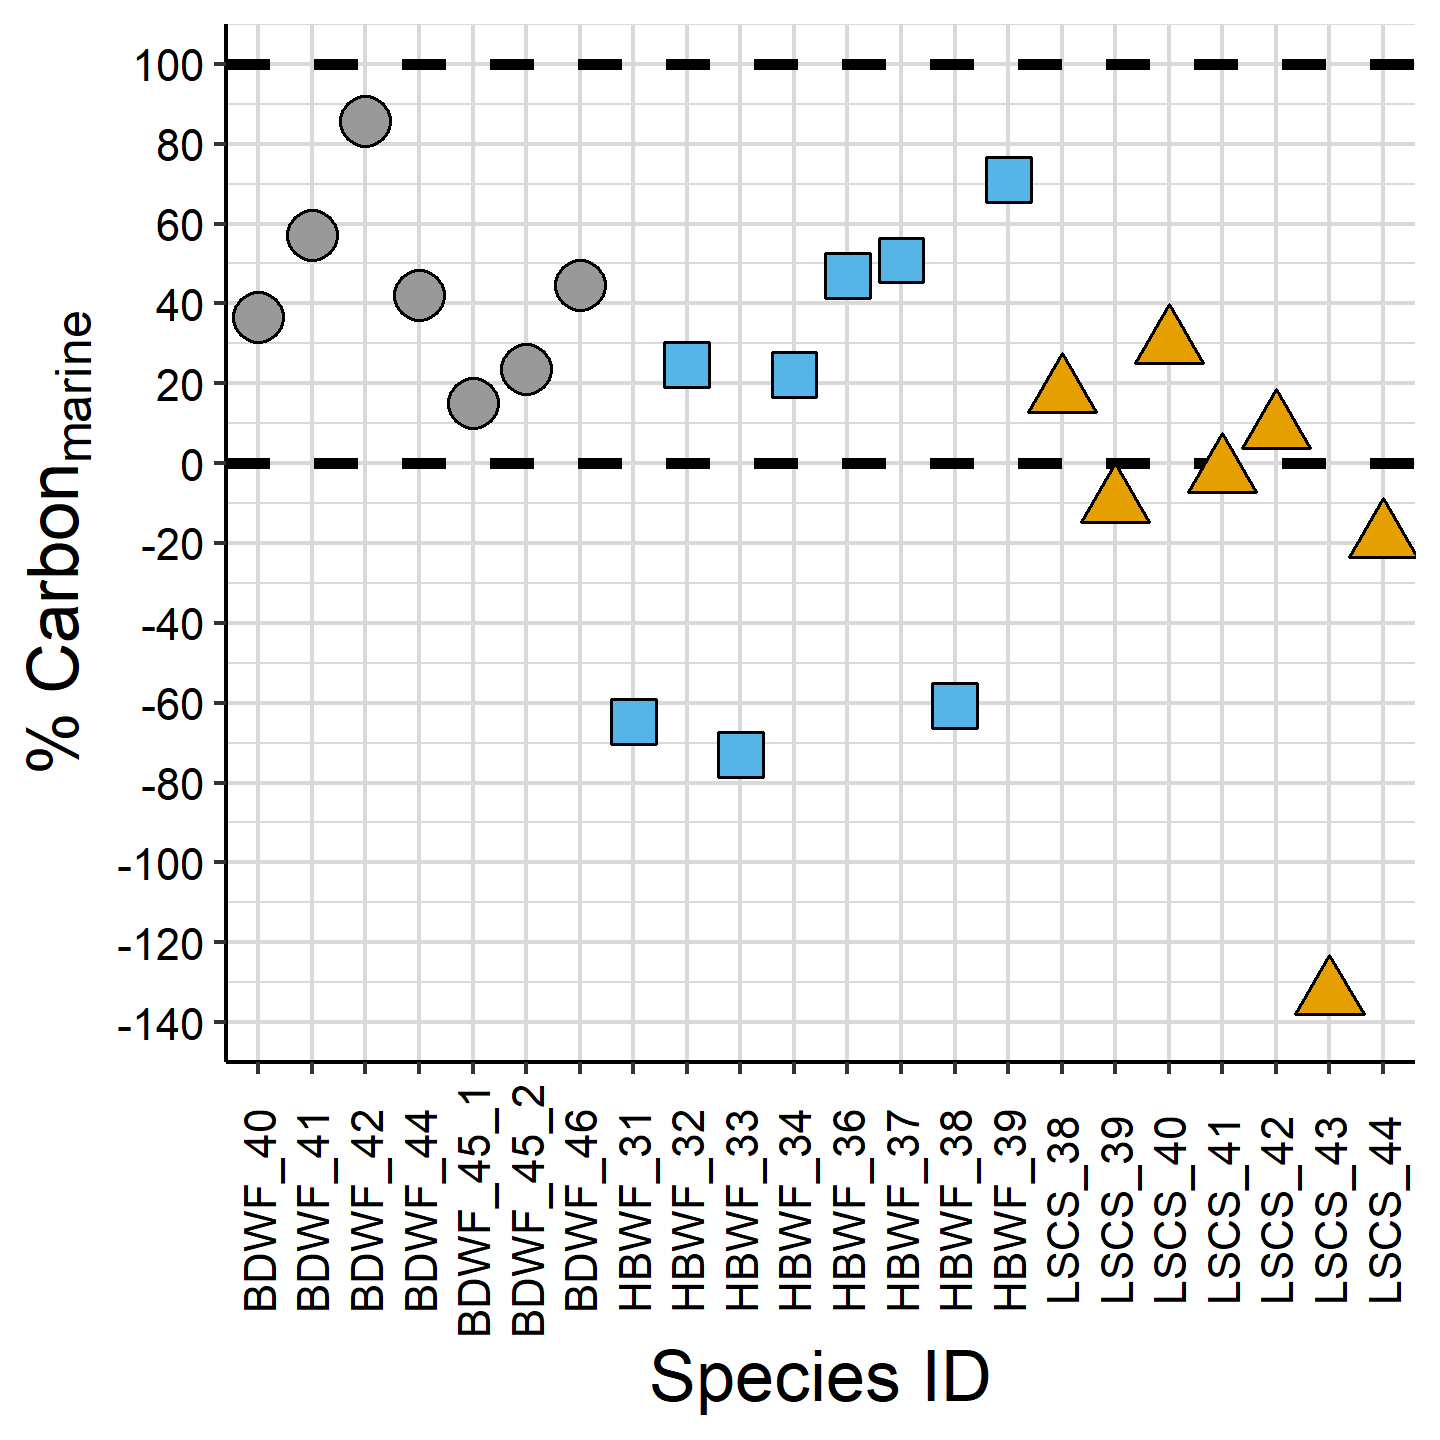 100
80
60
40
20
0
-20
-40
-60
-80
-100
-120
-140
% Carbonmarine
BDWF_40
BDWF_41
BDWF_42
BDWF_44
BDWF_45_1
BDWF_45_2
BDWF_46
HBWF_31
HBWF_32
HBWF_33
HBWF_34
HBWF_36
HBWF_37
HBWF_38
HBWF_39
LSCS_38
LSCS_39
LSCS_40
LSCS_41
LSCS_42
LSCS_43
LSCS_44
Species ID